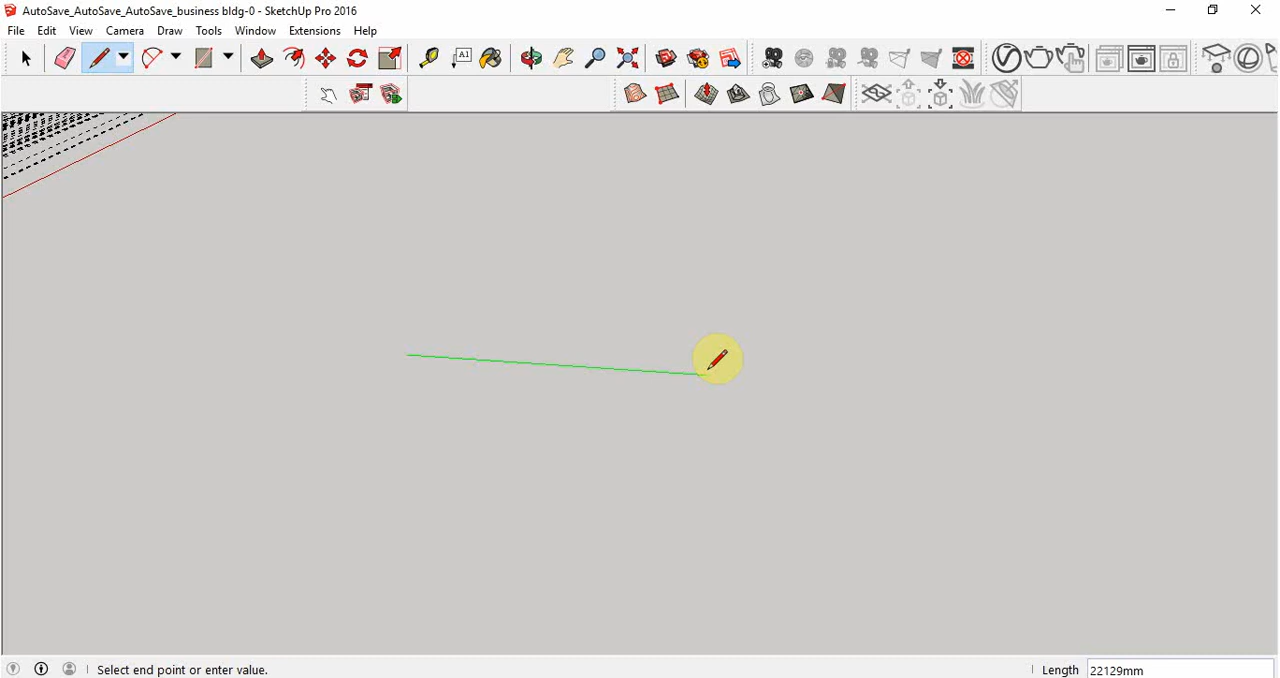 AutoSave_AutoSave_AutoSave_business bldg-0 - SketchUp Pro 2016
File Edit View Camera Draw Tools Window Extensions Help
A1
Select end point or enter value.
Length 22129mm